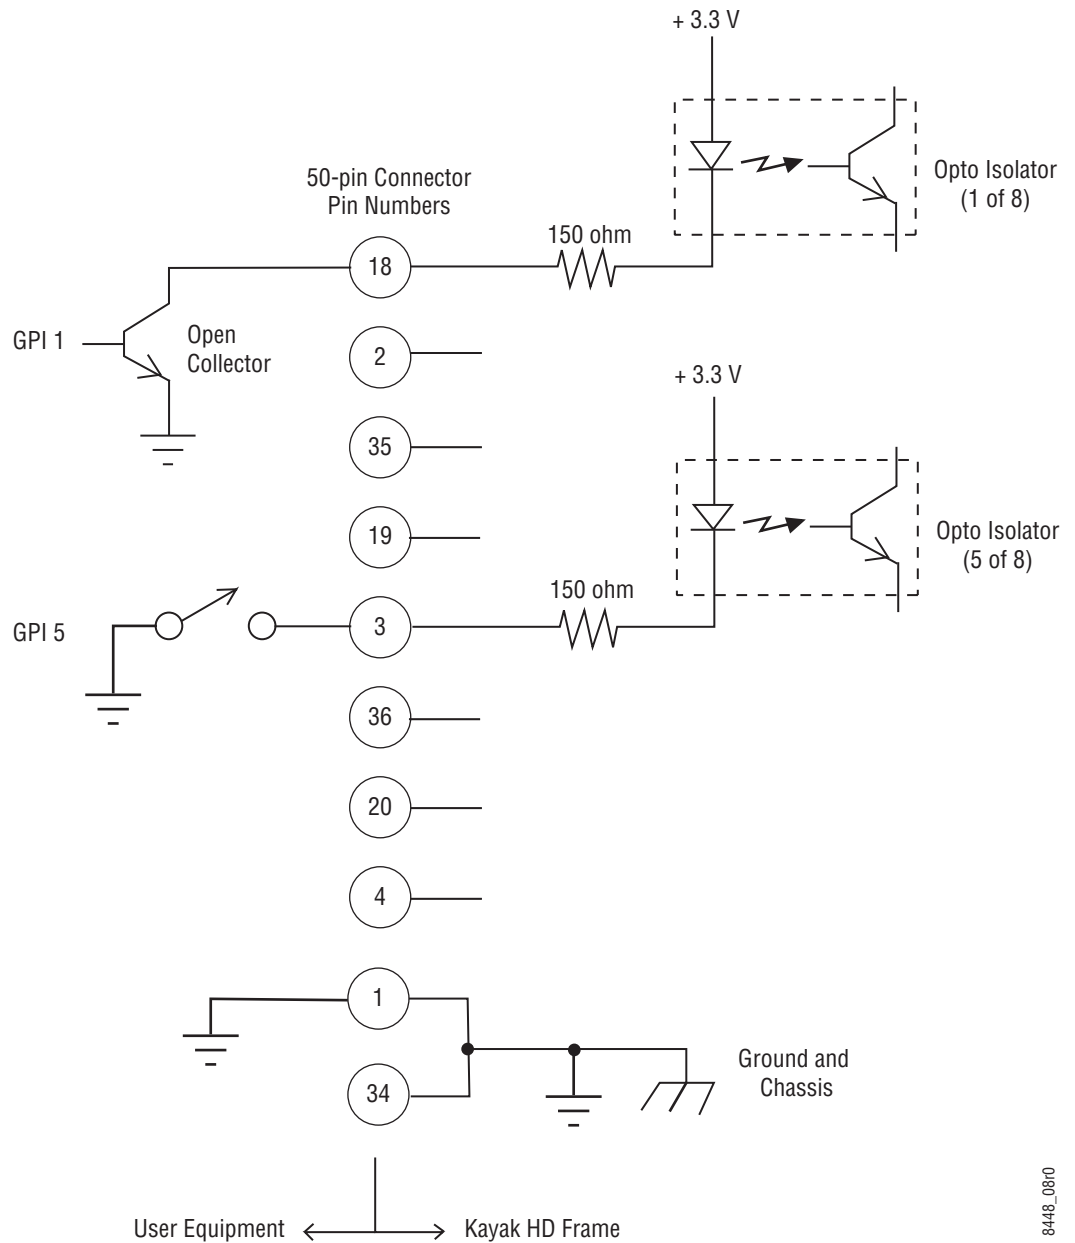 + 3.3 V
50-pin Connector
Pin Numbers
Opto Isolator
(1 of 8)
150 ohm
18
GPI 1
Open
Collector
2
+ 3.3 V
35
19
Opto Isolator
(5 of 8)
150 ohm
GPI 5
3
36
20
4
1
34
Ground and
Chassis
User Equipment
Kayak HD Frame
8448_08r0